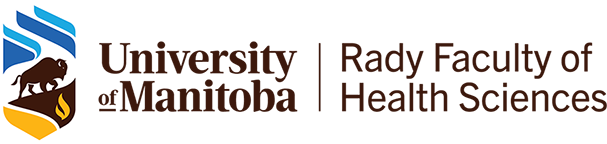 University
of Manitoba
Rady Faculty of
Health Sciences